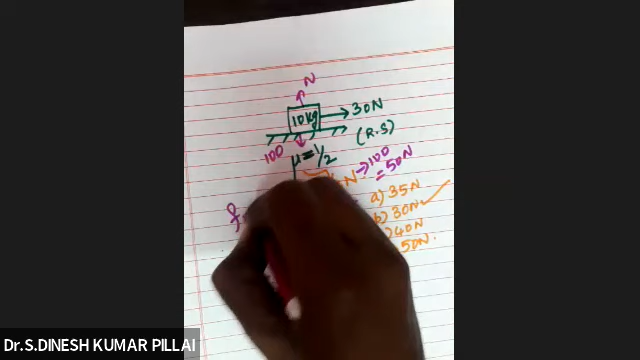 N
10kg
30N
(R.S)
100
μ = 1/2
N → 100
= 50N
a) 35N
b) 30N ✓
) 40N
50N.
f
Dr.S.DINESH KUMAR PILLAI